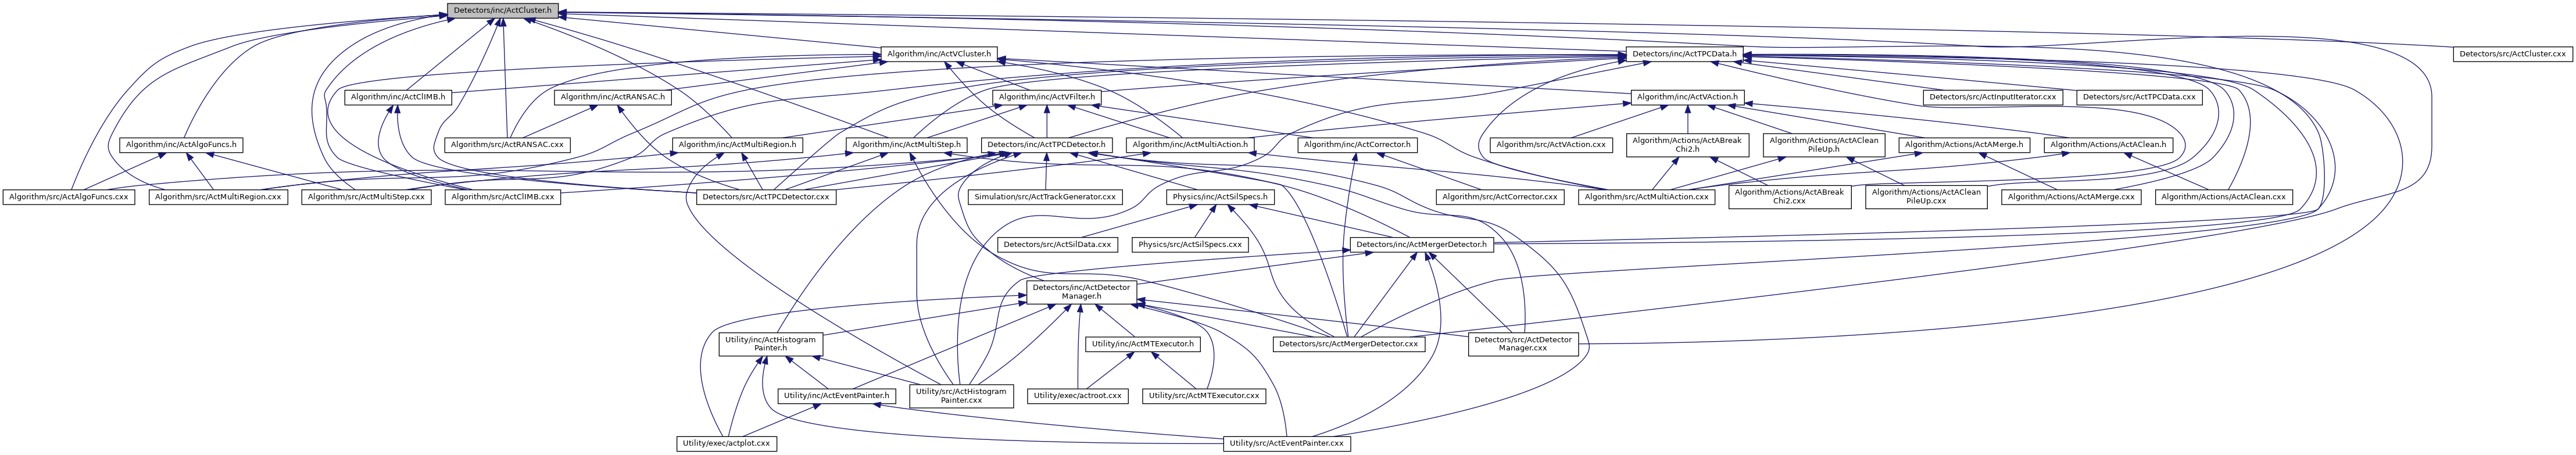 Detectors/inc/ActCluster.h
Algorithm/inc/ActVCluster.h
Detectors/inc/ActTPCData.h
Detectors/src/ActCluster.cxx
Algorithm/inc/ActClIMB.h
Algorithm/inc/ActRANSAC.h
Algorithm/inc/ActVFilter.h
Algorithm/inc/ActVAction.h
Detectors/src/ActInputIterator.cxx
Detectors/src/ActTPCData.cxx
Algorithm/inc/ActAlgoFuncs.h
Algorithm/src/ActRANSAC.cxx
Algorithm/inc/ActMultiRegion.h
Algorithm/inc/ActMultiStep.h
Detectors/inc/ActTPCDetector.h
Algorithm/inc/ActMultiAction.h
Algorithm/inc/ActCorrector.h
Algorithm/src/ActVAction.cxx
Algorithm/Actions/ActABreak
Chi2.h
Algorithm/Actions/ActAClean
PileUp.h
Algorithm/Actions/ActAMerge.h
Algorithm/Actions/ActAClean.h
Algorithm/src/ActAlgoFuncs.cxx
Algorithm/src/ActMultiRegion.cxx
Algorithm/src/ActMultiStep.cxx
Algorithm/src/ActClIMB.cxx
Detectors/src/ActTPCDetector.cxx
Simulation/src/ActTrackGenerator.cxx
Physics/inc/ActSilSpecs.h
Algorithm/src/ActCorrector.cxx
Algorithm/src/ActMultiAction.cxx
Algorithm/Actions/ActABreak
Chi2.cxx
Algorithm/Actions/ActAClean
PileUp.cxx
Algorithm/Actions/ActAMerge.cxx
Algorithm/Actions/ActAClean.cxx
Detectors/src/ActSilData.cxx
Physics/src/ActSilSpecs.cxx
Detectors/inc/ActMergerDetector.h
Detectors/inc/ActDetector
Manager.h
Utility/inc/ActHistogram
Painter.h
Utility/inc/ActMTExecutor.h
Detectors/src/ActMergerDetector.cxx
Detectors/src/ActDetector
Manager.cxx
Utility/inc/ActEventPainter.h
Utility/src/ActHistogram
Painter.cxx
Utility/exec/actroot.cxx
Utility/src/ActMTExecutor.cxx
Utility/exec/actplot.cxx
Utility/src/ActEventPainter.cxx